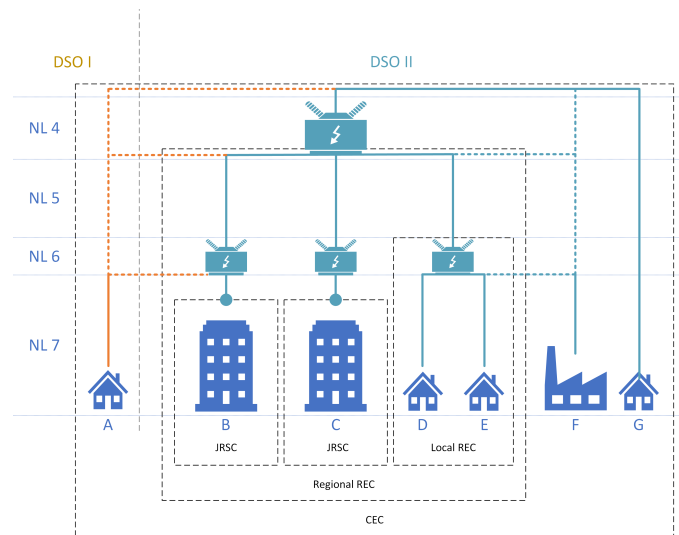 DSO I
DSO II
NL 4
NL 5
NL 6
NL 7
A
B
C
D
E
F
G
JRSC
JRSC
Local REC
Regional REC
CEC